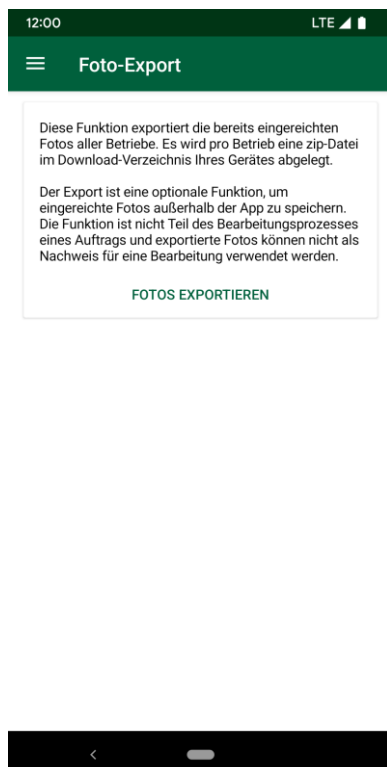 12:00 LTE
Foto-Export
Diese Funktion exportiert die bereits eingereichten
Fotos aller Betriebe. Es wird pro Betrieb eine zip-Datei
im Download-Verzeichnis Ihres Gerätes abgelegt.
Der Export ist eine optionale Funktion, um
eingereichte Fotos außerhalb der App zu speichern.
Die Funktion ist nicht Teil des Bearbeitungsprozesses
eines Auftrags und exportierte Fotos können nicht als
Nachweis für eine Bearbeitung verwendet werden.
FOTOS EXPORTIEREN